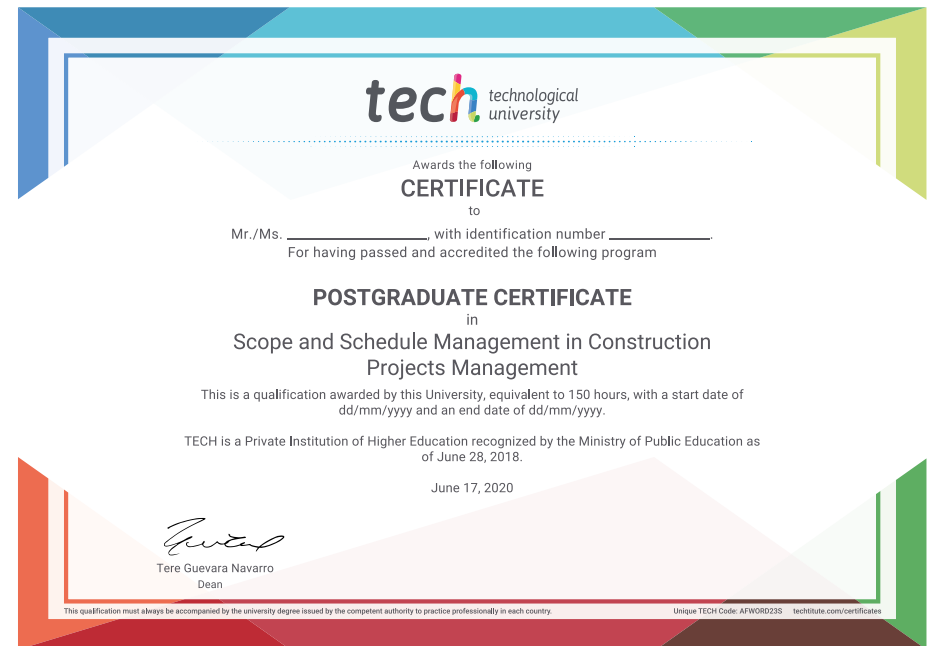 tech technological
university
Awards the following
CERTIFICATE
to
Mr./Ms. ____________________, with identification number ______________.
For having passed and accredited the following program
POSTGRADUATE CERTIFICATE
in
Scope and Schedule Management in Construction
Projects Management
This is a qualification awarded by this University, equivalent to 150 hours, with a start date of
dd/mm/yyyy and an end date of dd/mm/yyyy.
TECH is a Private Institution of Higher Education recognized by the Ministry of Public Education as
of June 28, 2018.
June 17, 2020
Tere Guevara Navarro
Dean
This qualification must always be accompanied by the university degree issued by the competent authority to practice professionally in each country.
Unique TECH Code: AFWORD23S techtitute.com/certificates